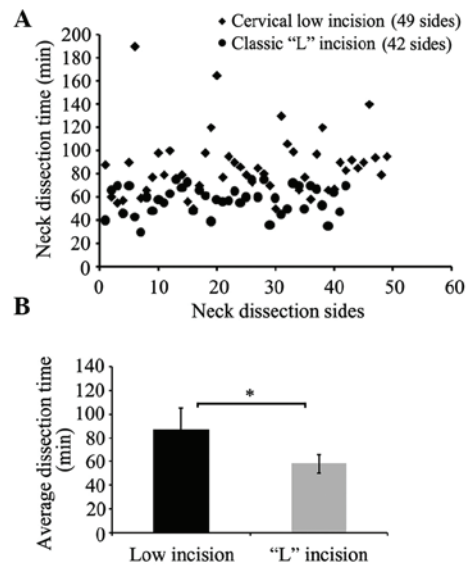 A
Cervical low incision (49 sides)
Classic “L” incision (42 sides)
Neck dissection time (min)
200
180
160
140
120
100
80
60
40
20
0
0 10 20 30 40 50 60
Neck dissection sides
B
Average dissection time
(min)
140
120
100
80
60
40
20
0
*
Low incision “L” incision